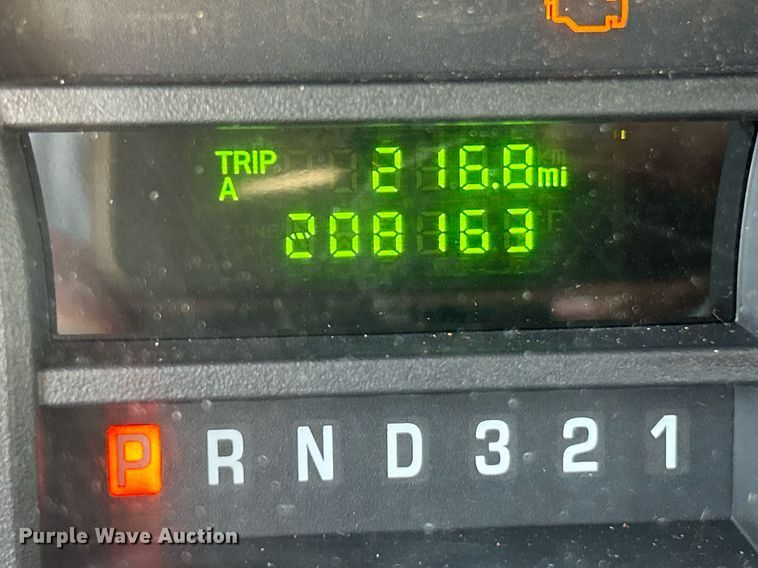 TRIP 216.8 mi
A
208163
P R N D 3 2 1
Purple Wave Auction